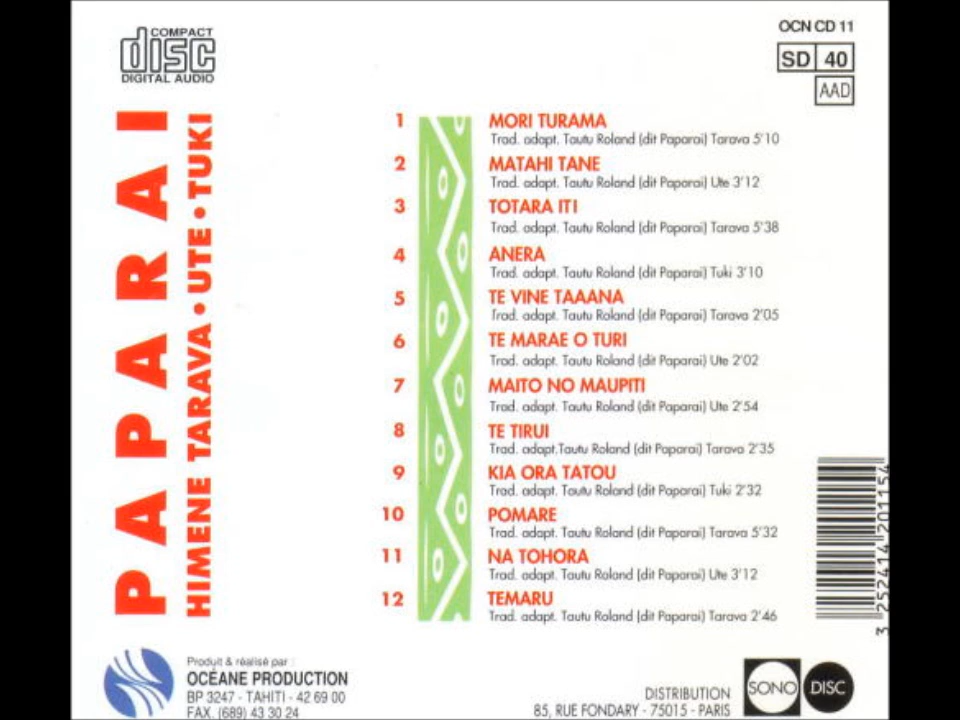 COMPACT
disc
DIGITAL AUDIO
OCN CD 11
SD 40
AAD
PAPARAI
HIMENE TARAVA • UTE • TUKI
1 MORI TURAMA
Trad. adapt. Tautu Roland (dit Paparai) Tarava 5'10
2 MATAHI TANE
Trad. adapt. Tautu Roland (dit Paparai) Ute 3'12
3 TOTARA ITI
Trad. adapt. Tautu Roland (dit Paparai) Tarava 5'38
4 ANERA
Trad. adapt. Tautu Roland (dit Paparai) Tuki 3'10
5 TE VINE TAAANA
Trad. adapt. Tautu Roland (dit Paparai) Tarava 2'05
6 TE MARAE O TURI
Trad. adapt. Tautu Roland (dit Paparai) Ute 2'02
7 MAITO NO MAUPITI
Trad. adapt. Tautu Roland (dit Paparai) Ute 2'54
8 TE TIRUI
Trad. adapt.Tautu Roland (dit Paparai) Tarava 2'35
9 KIA ORA TATOU
Trad. adapt. Tautu Roland (dit Paparai) Tuki 2'32
10 POMARE
Trad. adapt. Tautu Roland (dit Paparai) Tarava 5'32
11 NA TOHORA
Trad. adapt. Tautu Roland (dit Paparai) Ute 3'12
12 TEMARU
Trad. adapt. Tautu Roland (dit Paparai) Tarava 2'46
3 252414 201154
Produit & réalisé par :
OCÉANE PRODUCTION
BP 3247 - TAHITI - 42 69 00
FAX. (689) 43 30 24
DISTRIBUTION
85, RUE FONDARY - 75015 - PARIS
SONO DISC